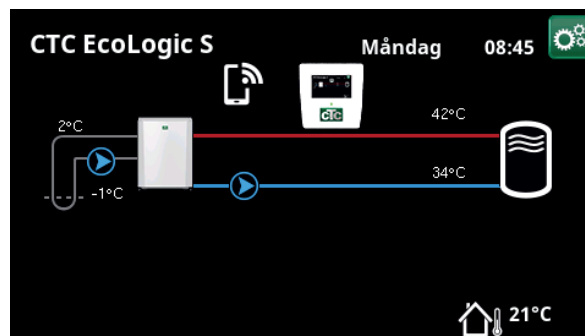 CTC EcoLogic S
Måndag 08:45
cTc
42°C
2°C
34°C
-1°C
21°C